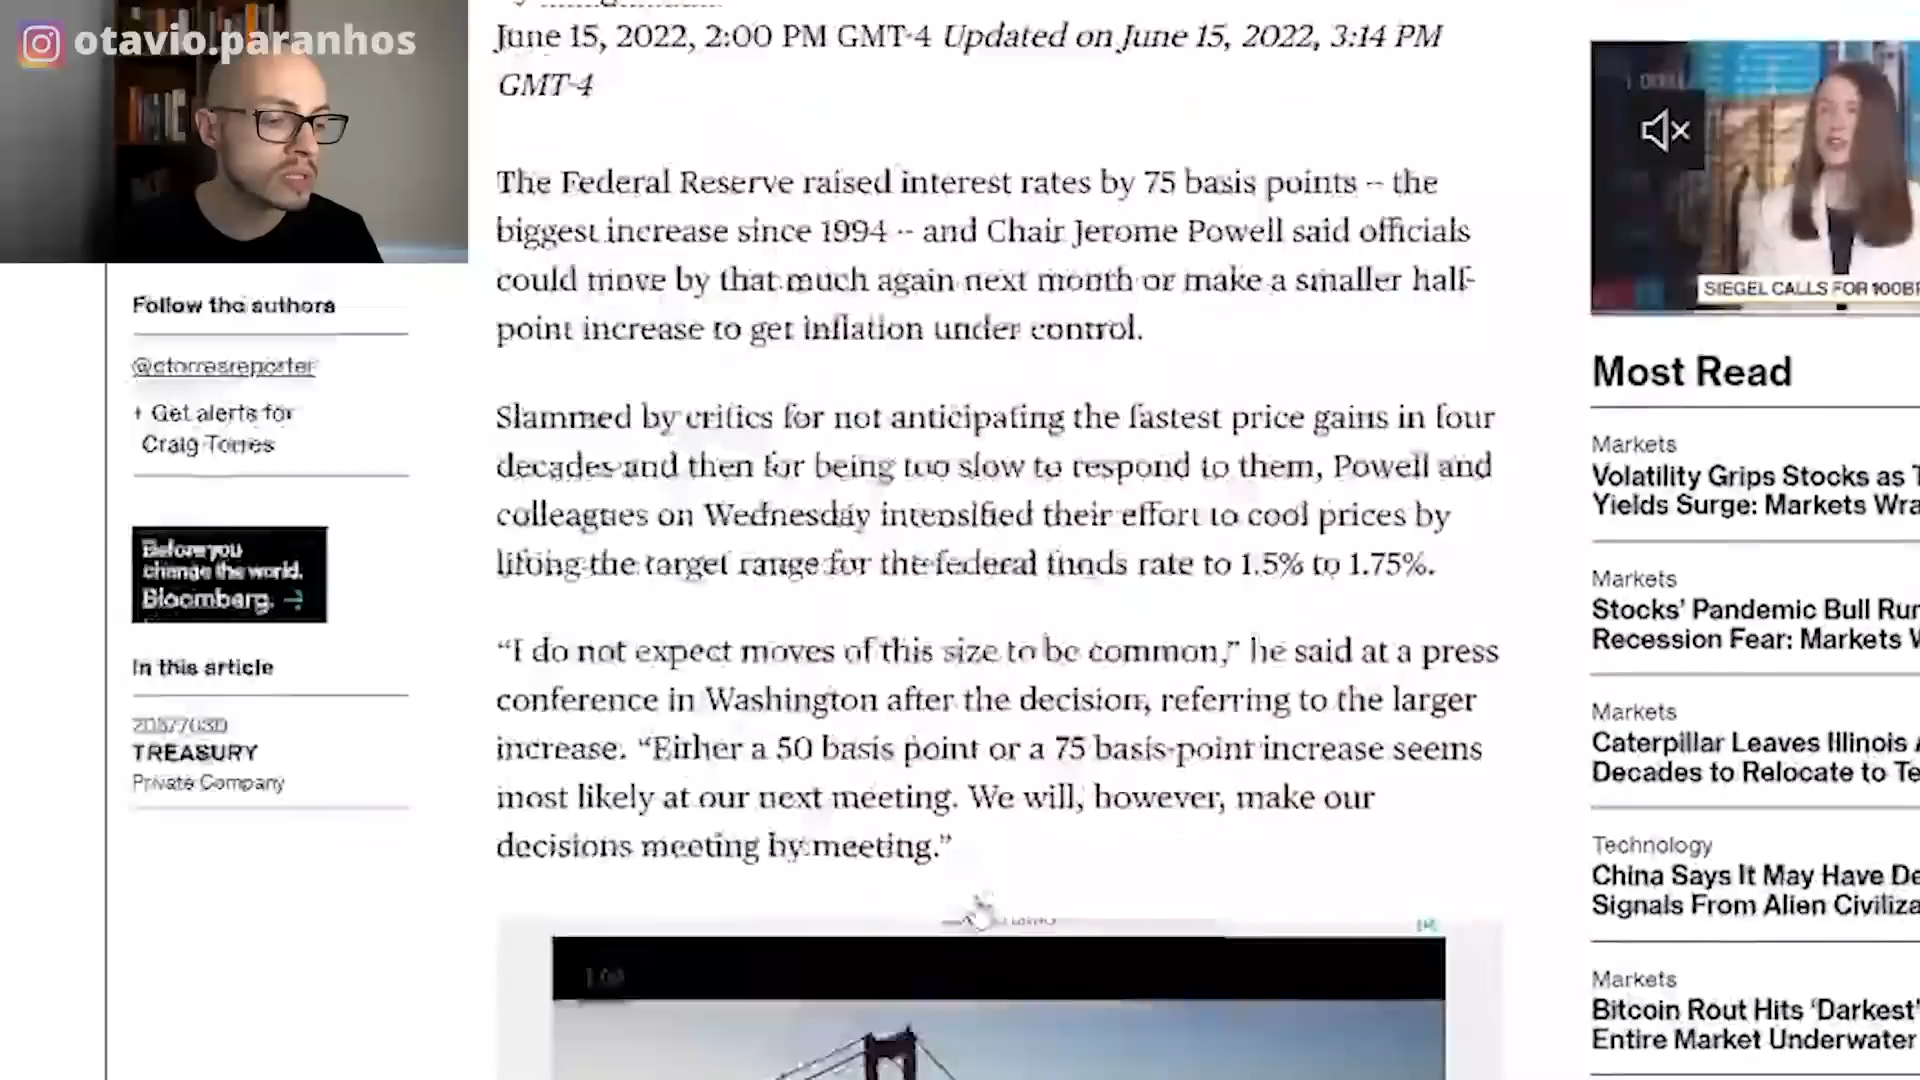 otavio.paranhos
June 15, 2022, 2:00 PM GMT-4 Updated on June 15, 2022, 3:14 PM
GMT-4
The Federal Reserve raised interest rates by 75 basis points -- the
biggest increase since 1994 -- and Chair Jerome Powell said officials
could move by that much again next month or make a smaller half-
point increase to get inflation under control.
Slammed by critics for not anticipating the fastest price gains in four
decades and then for being too slow to respond to them, Powell and
colleagues on Wednesday intensified their effort to cool prices by
lifting the target range for the federal funds rate to 1.5% to 1.75%.
“I do not expect moves of this size to be common,” he said at a press
conference in Washington after the decision, referring to the larger
increase. “Either a 50 basis point or a 75 basis-point increase seems
most likely at our next meeting. We will, however, make our
decisions meeting by meeting.”
Follow the authors
@ctorresreporter
+ Get alerts for
Craig Torres
Before you
change the world.
Bloomberg. →
In this article
TREASURY
Private Company
SIEGEL CALLS FOR 100B
Most Read
Markets
Volatility Grips Stocks as
Yields Surge: Markets Wra
Markets
Stocks’ Pandemic Bull Run
Recession Fear: Markets W
Markets
Caterpillar Leaves Illinois
Decades to Relocate to Te
Technology
China Says It May Have De
Signals From Alien Civiliza
Markets
Bitcoin Rout Hits ‘Darkest’
Entire Market Underwater